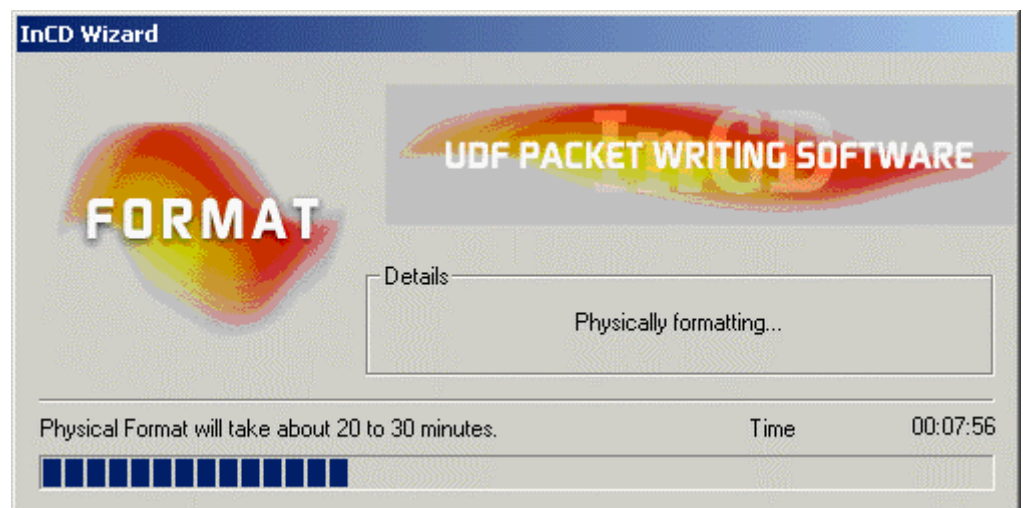 InCD Wizard
InCD
UDF PACKET WRITING SOFTWARE
FORMAT
Details
Physically formatting...
Physical Format will take about 20 to 30 minutes. Time 00:07:56